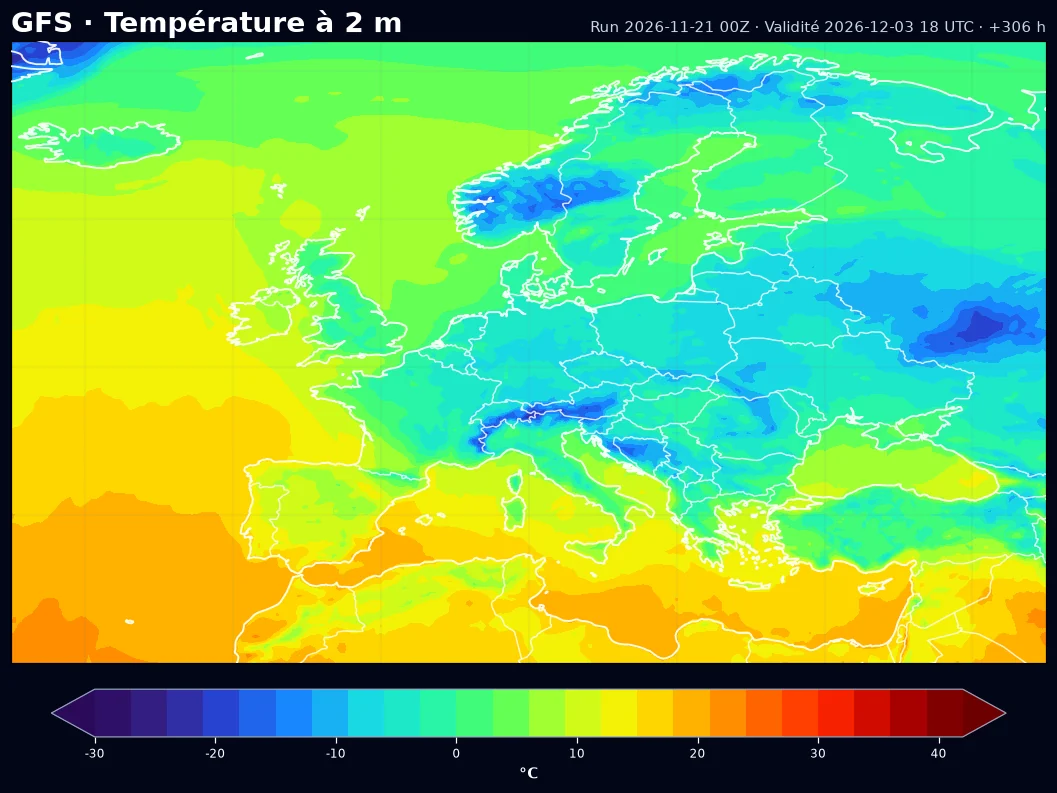 GFS · Température à 2 m
Run 2026-11-21 00Z · Validité 2026-12-03 18 UTC · +306 h
-30 -20 -10 0 10 20 30 40
°C